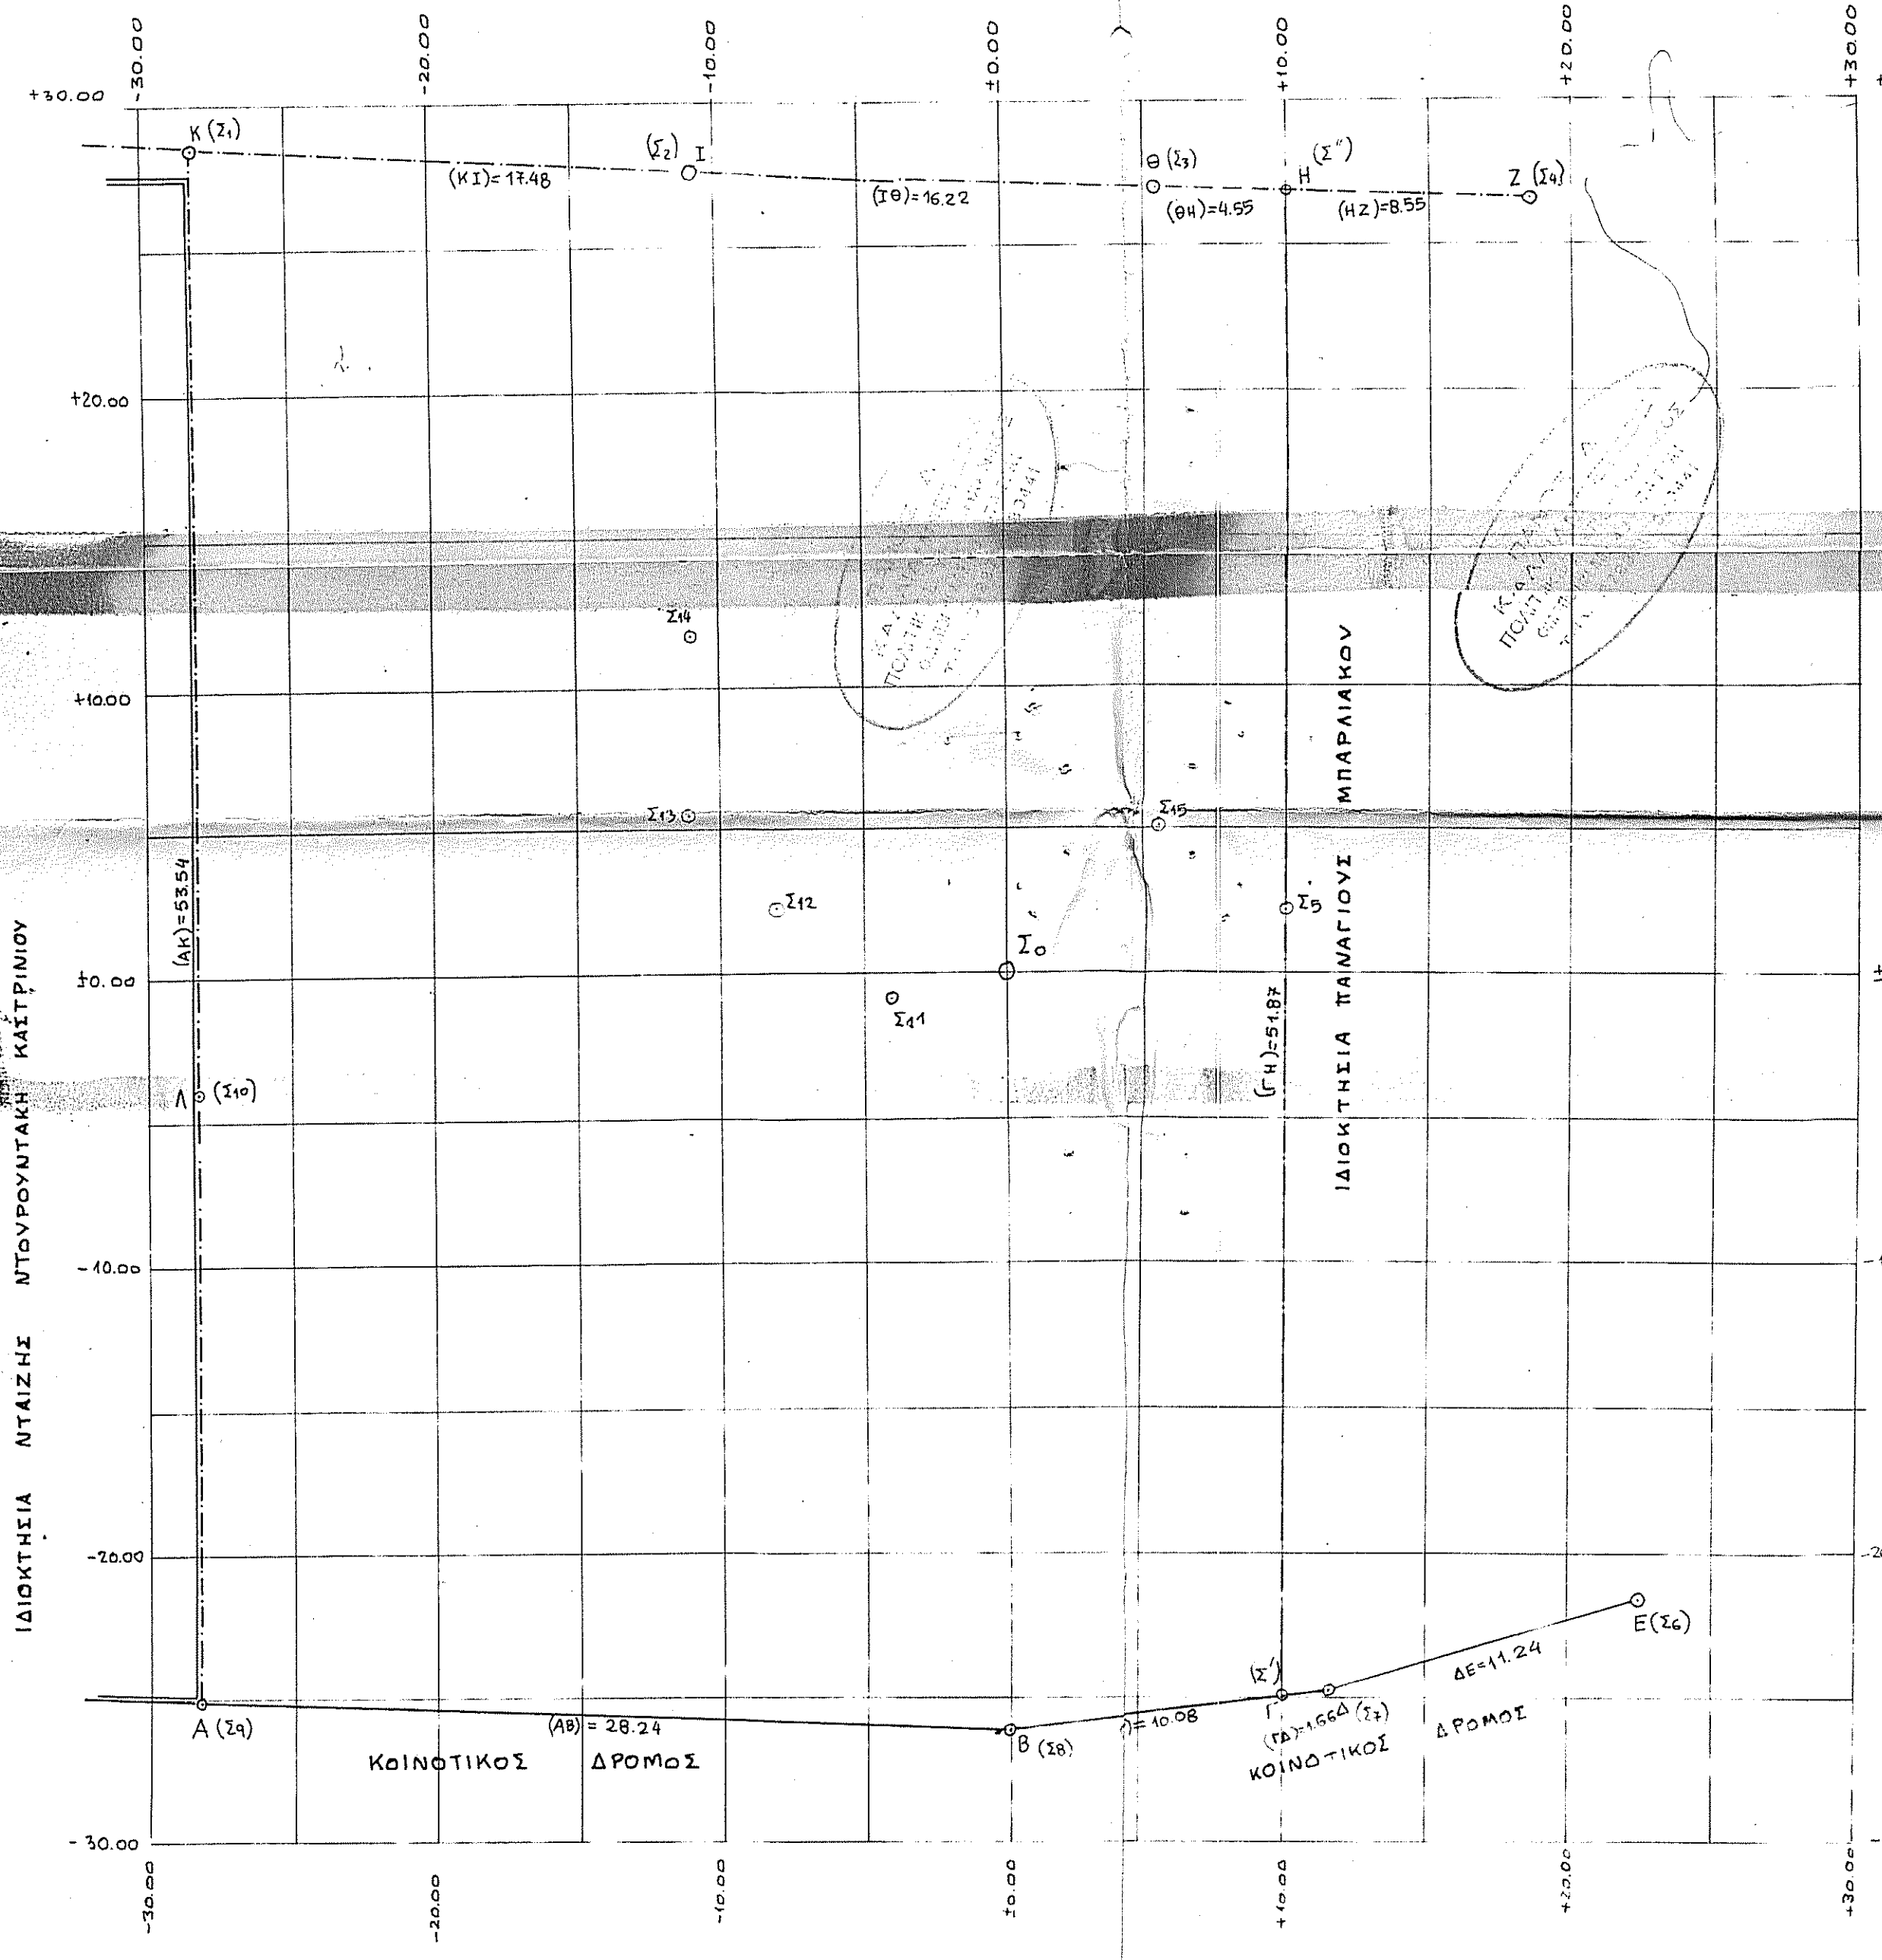 -30.00
-20.00
-10.00
±0.00
+10.00
+20.00
+30.00
+30.00
K (Σ1)
(Σ2) I
Θ (Σ3)
(Σ'')
H
Z (Σ4)
(KI)=17.48
(IΘ)=16.22
(ΘH)=4.55
(HZ)=8.55
+20.00
Σ14
+10.00
Σ13
Σ15
Σ12
Σ5
Σ0
±0.00
Σ11
(AK)=53.54
(ΓH)=51.87
Λ (Σ10)
ΙΔΙΟΚΤΗΣΙΑ ΝΤΑΙΖΗΣ ΝΤΟΥΡΟΥΝΤΑΚΗ ΚΑΣΤΡΙΝΙΟΥ
ΙΔΙΟΚΤΗΣΙΑ ΠΑΝΑΓΙΟΥΣ ΜΠΑΡΛΙΑΚΟΥ
-10.00
-20.00
E(Σ6)
ΔE=11.24
(Σ')
Γ
Δ (Σ7)
(ΓΔ)=1.66
A (Σ9)
(AB) = 28.24
B (Σ8)
)=10.08
ΚΟΙΝΟΤΙΚΟΣ ΔΡΟΜΟΣ
ΚΟΙΝΟΤΙΚΟΣ ΔΡΟΜΟΣ
-30.00
-30.00
-20.00
-10.00
±0.00
+10.00
+20.00
+30.00